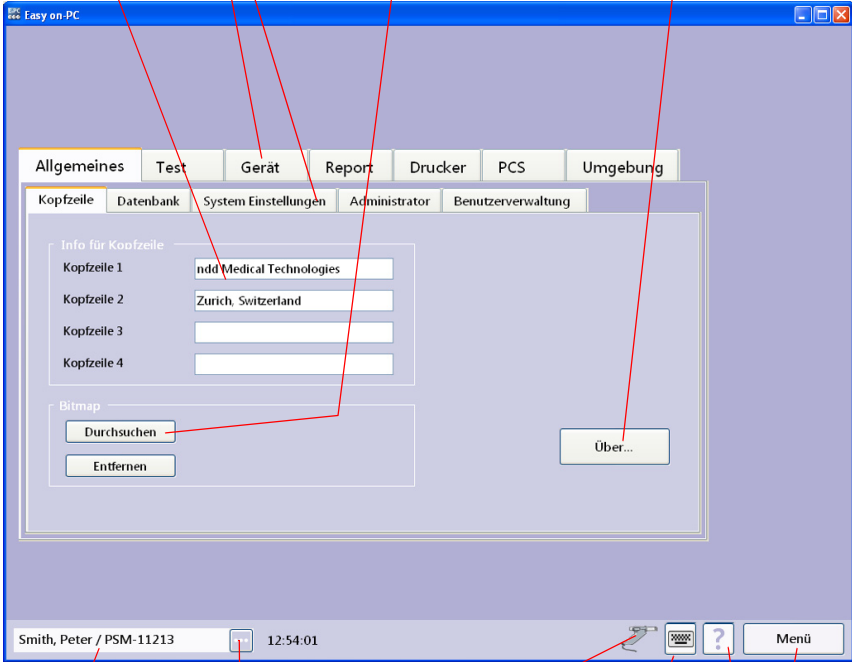 Easy on-PC
Allgemeines Test Gerät Report Drucker PCS Umgebung
Kopfzeile Datenbank System Einstellungen Administrator Benutzerverwaltung
Info für Kopfzeile
Kopfzeile 1 ndd Medical Technologies
Kopfzeile 2 Zurich, Switzerland
Kopfzeile 3
Kopfzeile 4
Bitmap
Durchsuchen
Über...
Entfernen
Smith, Peter / PSM-11213 ... 12:54:01 ? Menü